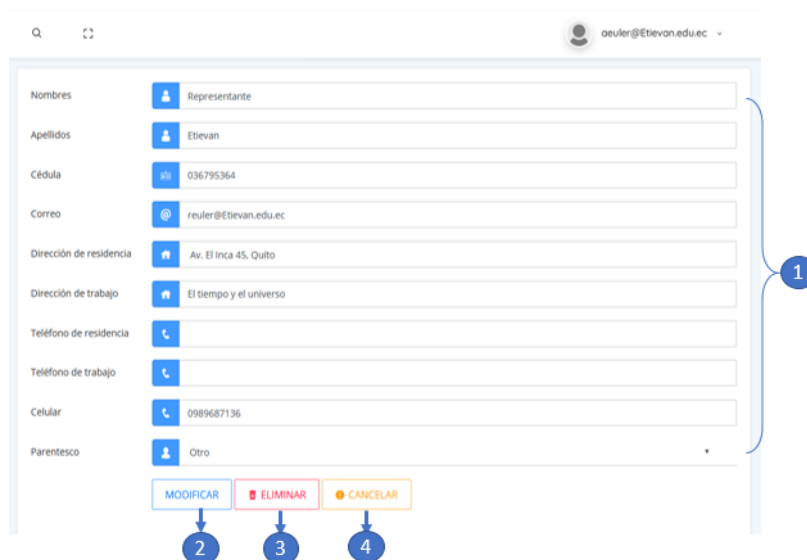 aeuler@Etievan.edu.ec
Nombres Representante
Apellidos Etievan
Cédula 036795364
Correo @ reuler@Etievan.edu.ec
Dirección de residencia Av. El Inca 45, Quito
Dirección de trabajo El tiempo y el universo
1
Teléfono de residencia
Teléfono de trabajo
Celular 0989687136
Parentesco Otro
MODIFICAR ELIMINAR CANCELAR
2 3 4